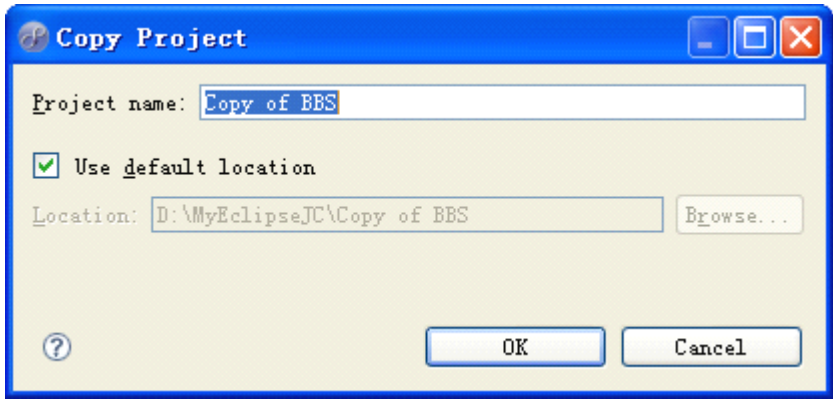 Copy Project
Project name: Copy of BBS
Use default location
Location: D:\MyEclipseJC\Copy of BBS Browse...
? OK Cancel